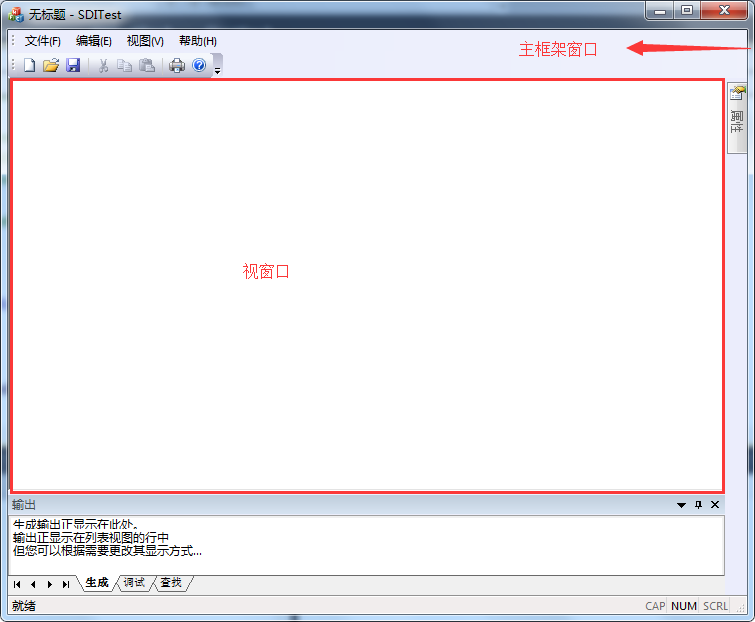 无标题 - SDITest
文件(F) 编辑(E) 视图(V) 帮助(H)
主框架窗口
属性
视窗口
输出
生成输出正显示在此处。
输出正显示在列表视图的行中
但您可以根据需要更改其显示方式...
生成 调试 查找
就绪
CAP NUM SCRL